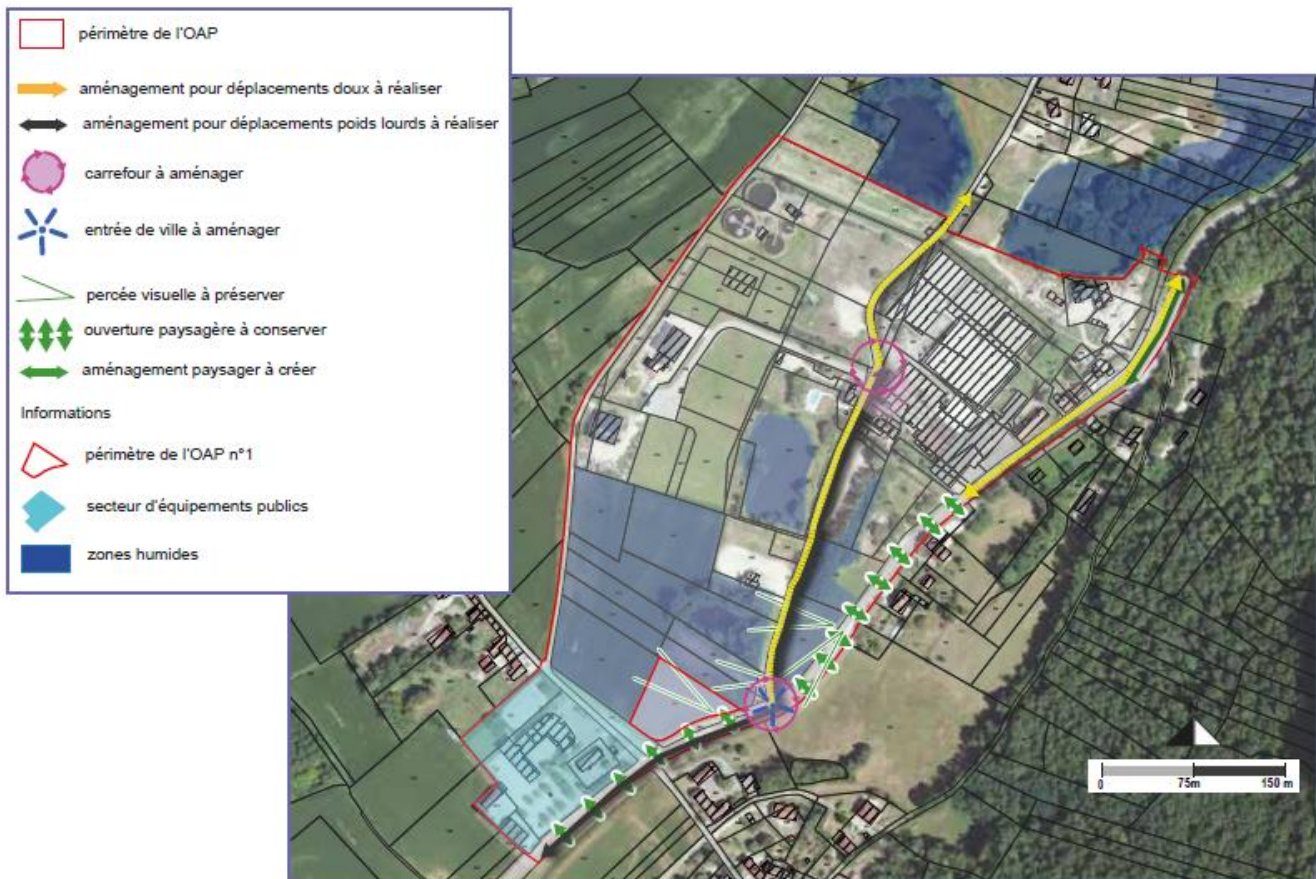 périmètre de l'OAP
aménagement pour déplacements doux à réaliser
aménagement pour déplacements poids lourds à réaliser
carrefour à aménager
entrée de ville à aménager
percée visuelle à préserver
ouverture paysagère à conserver
aménagement paysager à créer
Informations
périmètre de l'OAP n°1
secteur d'équipements publics
zones humides
0 75m 150 m